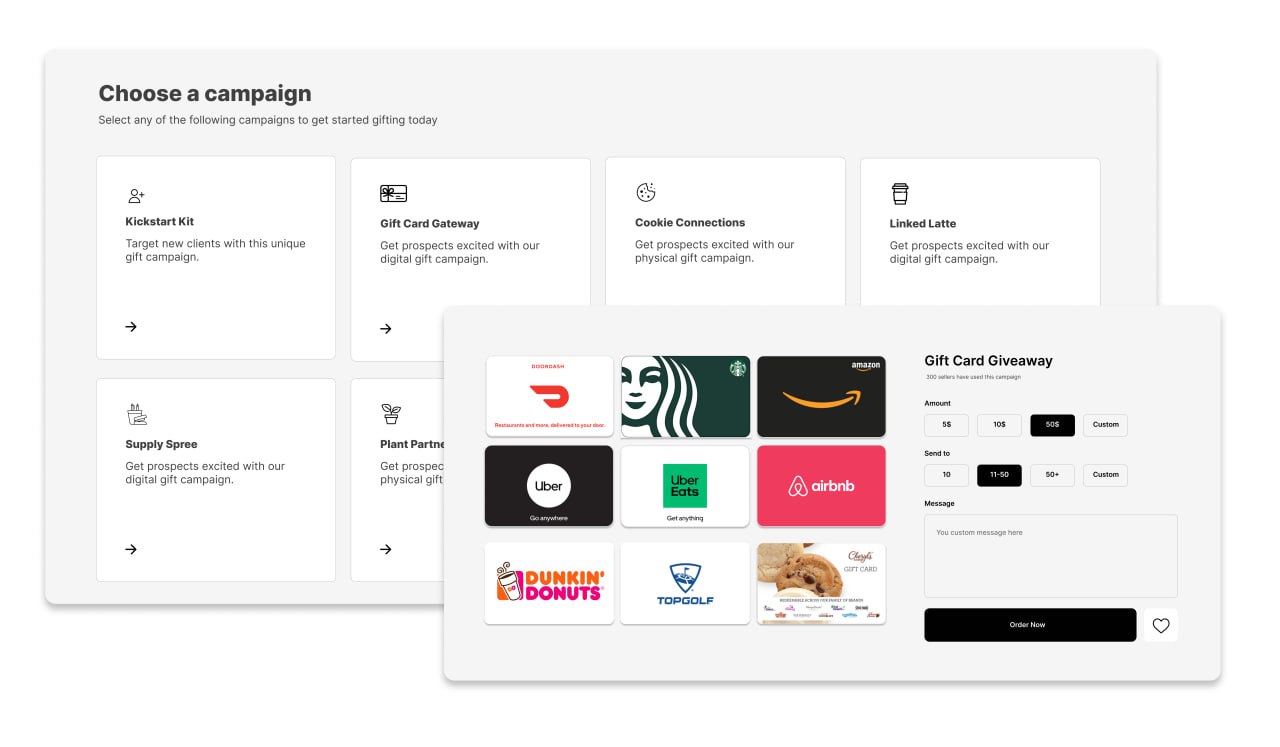 Choose a campaign
Select any of the following campaigns to get started gifting today
Kickstart Kit
Target new clients with this unique
gift campaign.
Gift Card Gateway
Get prospects excited with our
digital gift campaign.
Cookie Connections
Get prospects excited with our
physical gift campaign.
Linked Latte
Get prospects excited with our
digital gift campaign.
Supply Spree
Get prospects excited with our
digital gift campaign.
Plant Partne
Get prospec
physical gift
DOORDASH
Restaurants and more, delivered to your door.
amazon
Uber
Go anywhere
Uber
Eats
Get anything
airbnb
DUNKIN'
DONUTS
TOPGOLF
Cheryl's
GIFT CARD
REDEEMABLE ACROSS OUR FAMILY OF BRANDS
Gift Card Giveaway
300 sellers have used this campaign
Amount
5$
10$
50$
Custom
Send to
10
11-50
50+
Custom
Message
You custom message here
Order Now